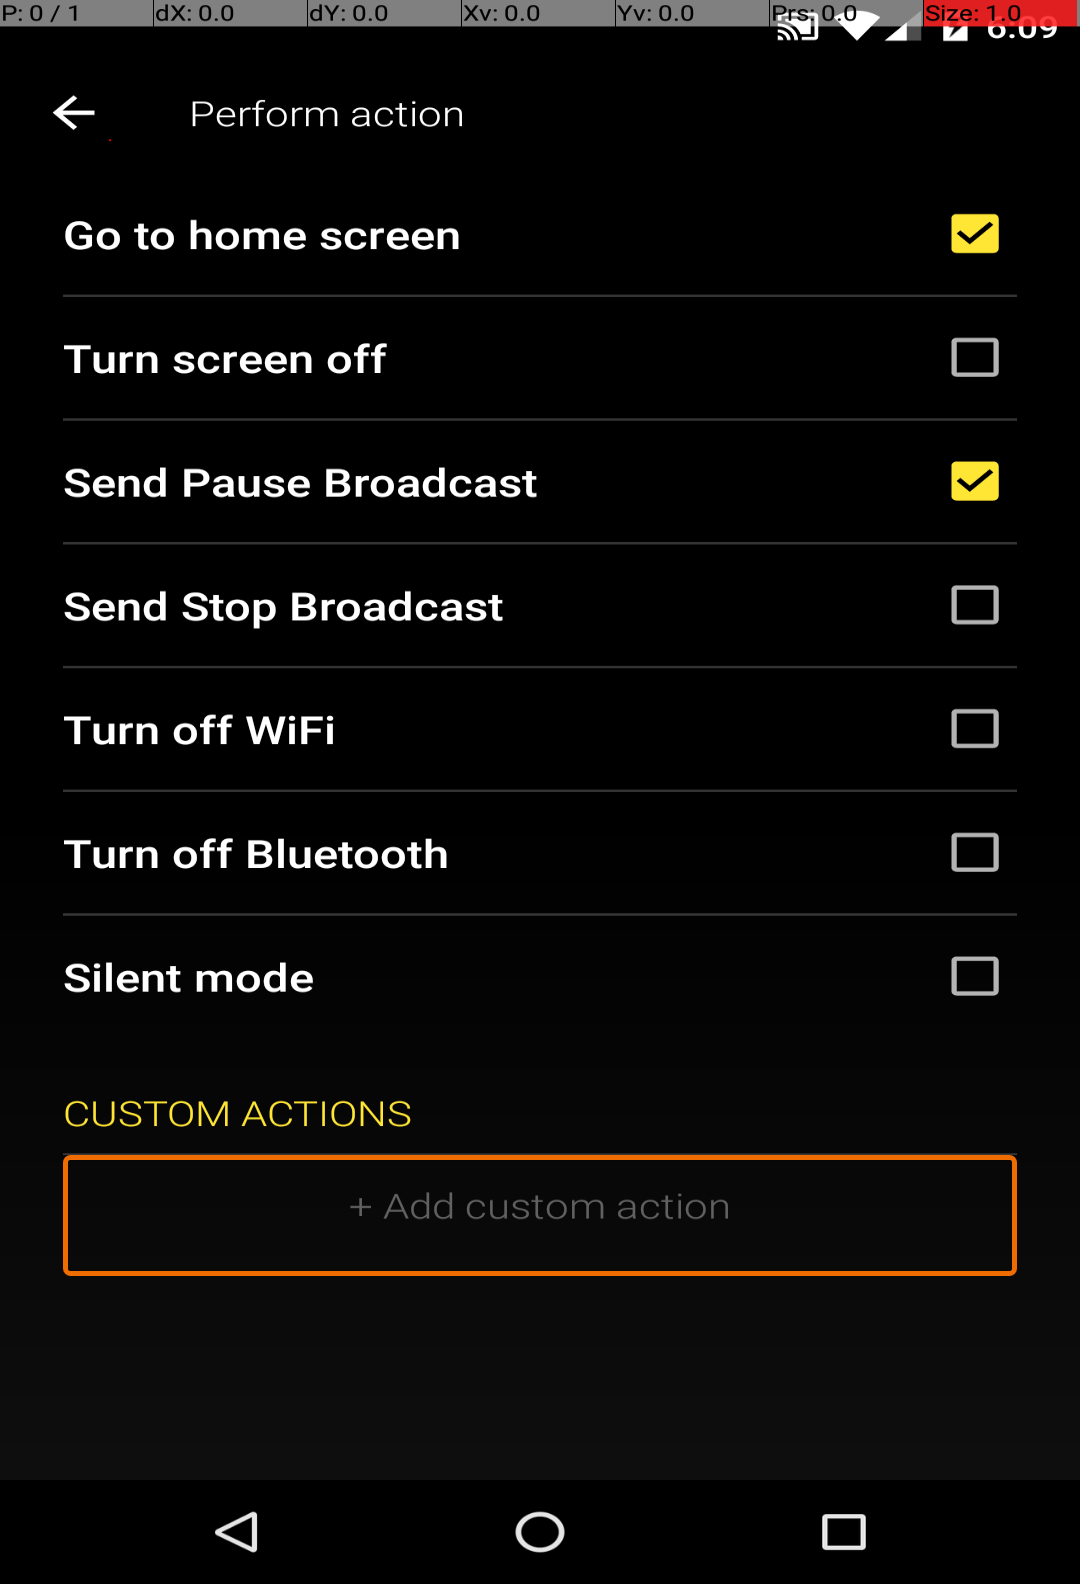 P: 0 / 1 dX: 0.0 dY: 0.0 Xv: 0.0 Yv: 0.0 Prs: 0.0 Size: 1.0
6:09
Perform action
Go to home screen
Turn screen off
Send Pause Broadcast
Send Stop Broadcast
Turn off WiFi
Turn off Bluetooth
Silent mode
CUSTOM ACTIONS
+ Add custom action